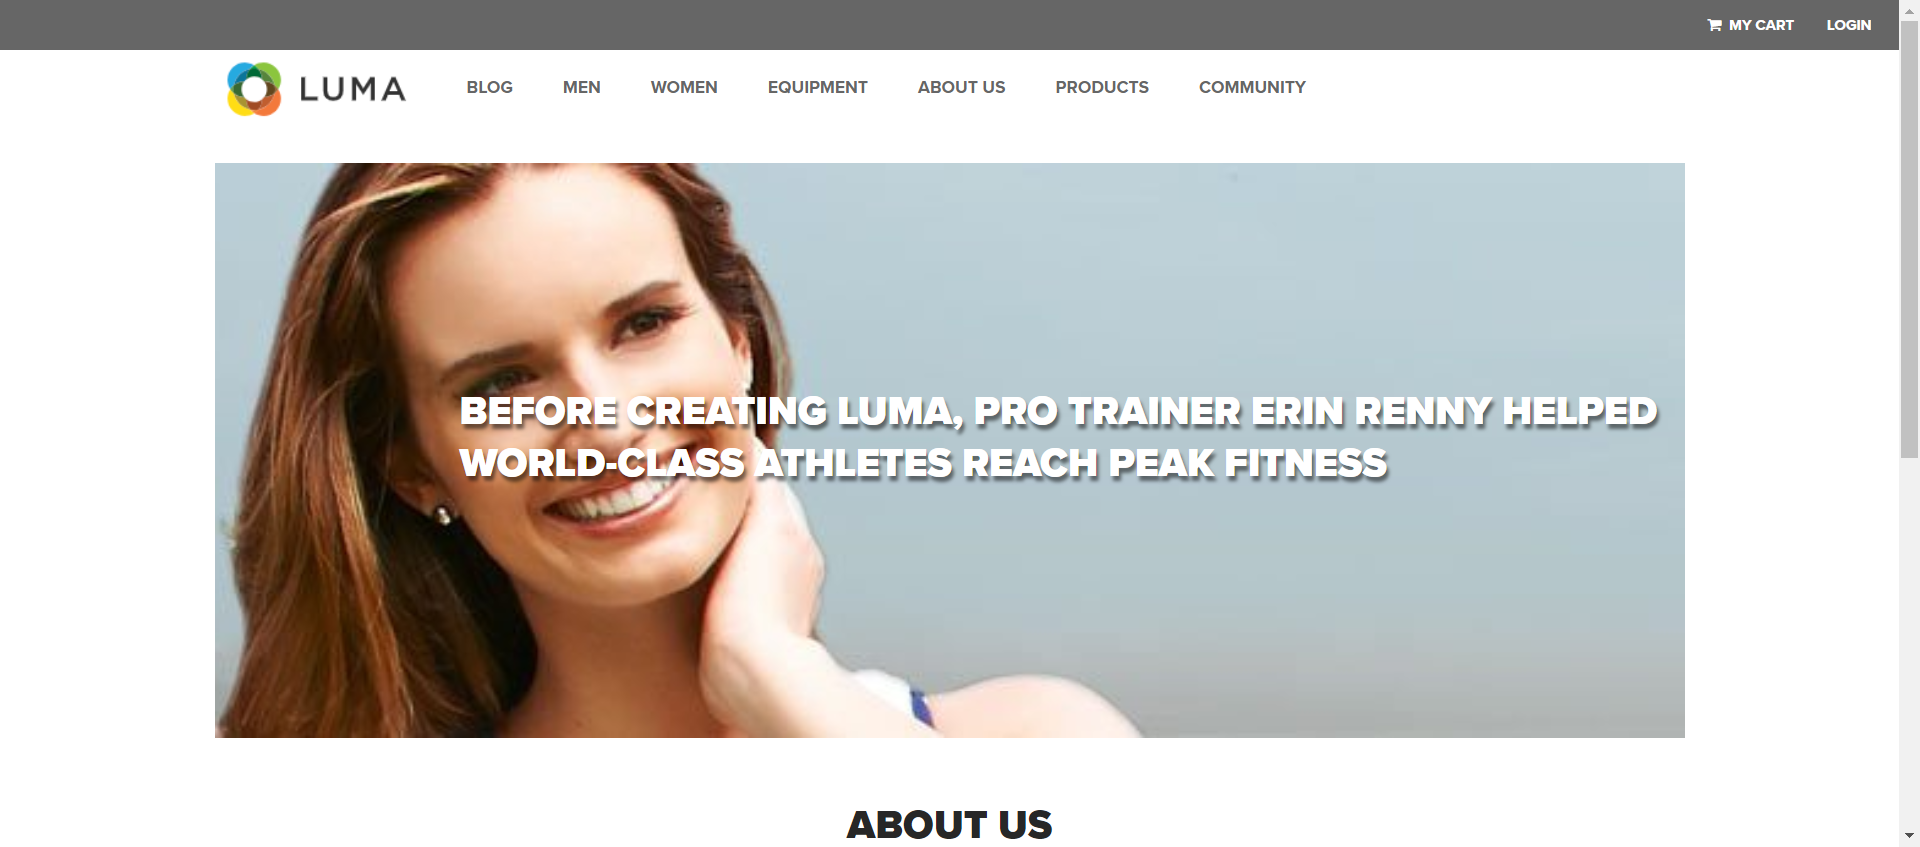 MY CART
LOGIN
LUMA
BLOG
MEN
WOMEN
EQUIPMENT
ABOUT US
PRODUCTS
COMMUNITY
BEFORE CREATING LUMA, PRO TRAINER ERIN RENNY HELPED
WORLD-CLASS ATHLETES REACH PEAK FITNESS
ABOUT US